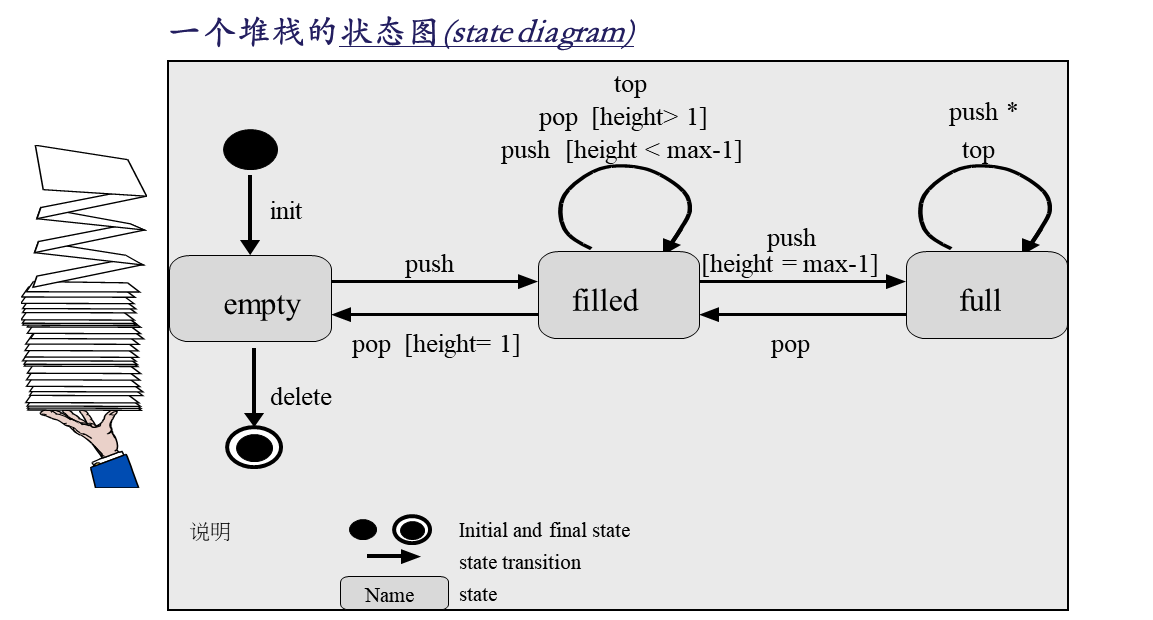 一个堆栈的状态图(state diagram)
top
pop [height> 1]
push [height < max-1]
push *
top
init
push
push
[height = max-1]
empty
filled
full
pop [height= 1]
pop
delete
说明
Initial and final state
state transition
Name
state